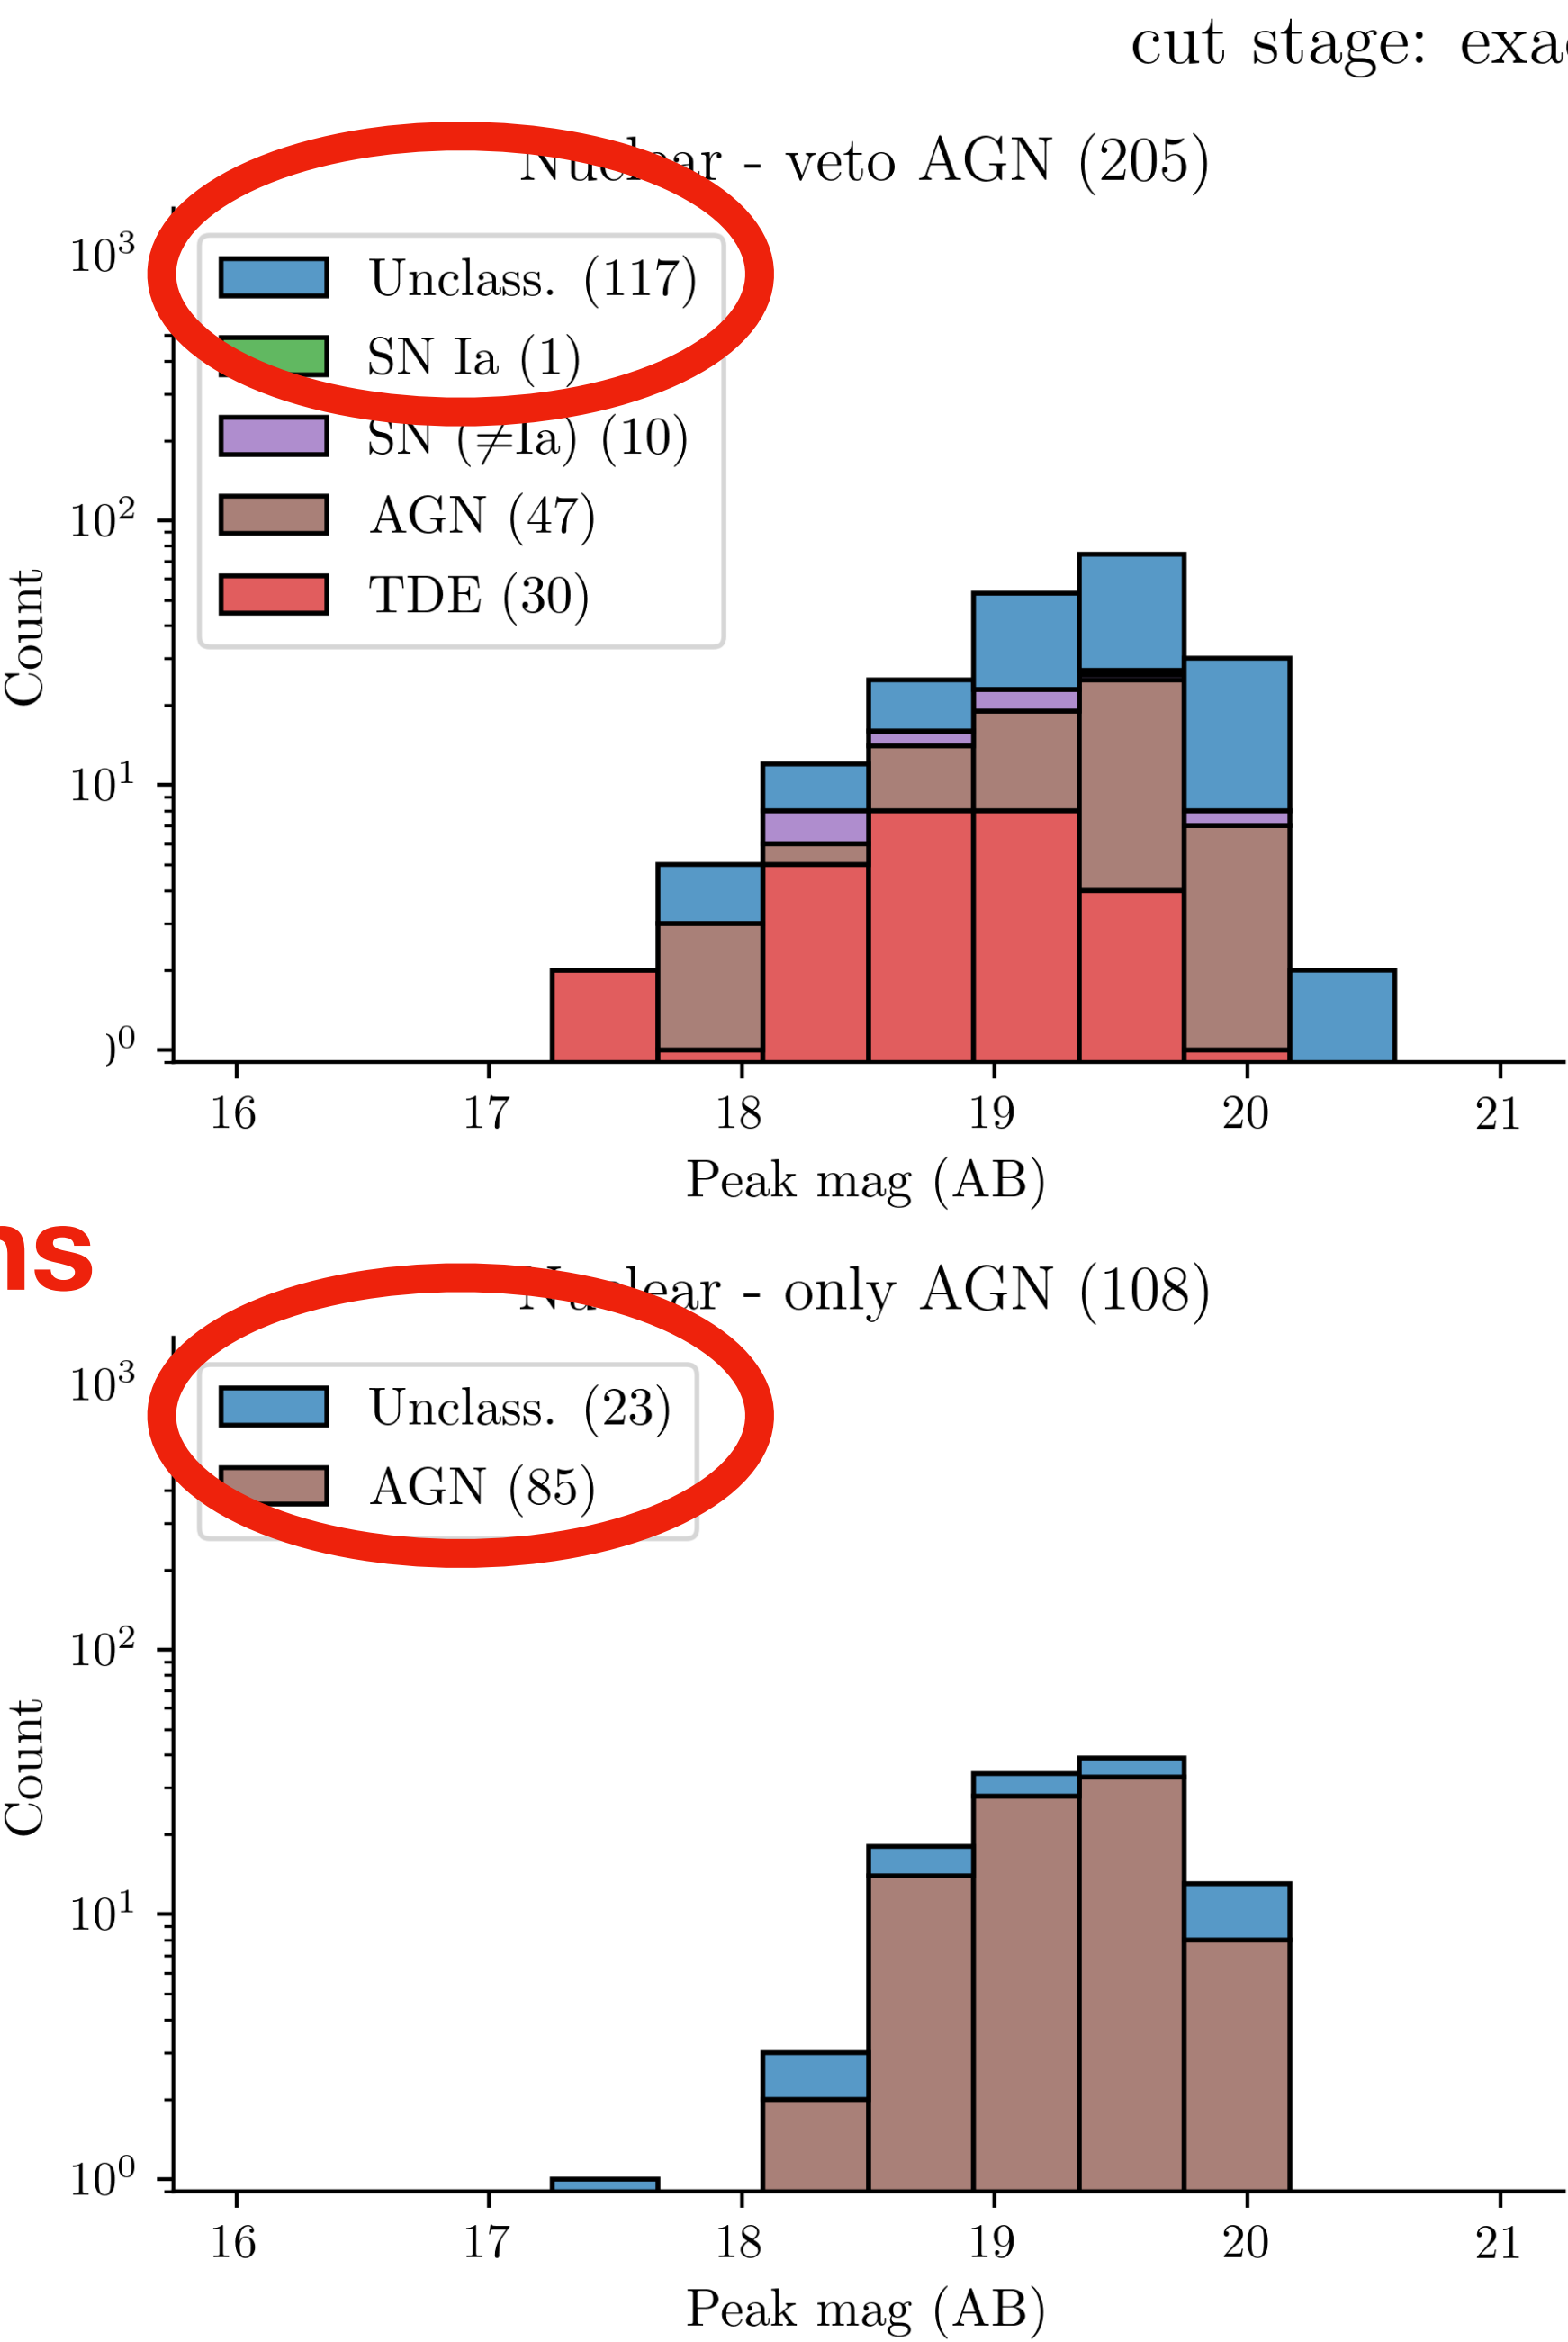 cut stage: exa
Nuclear - veto AGN (205)
Unclass. (117)
SN Ia (1)
SN (≠Ia) (10)
AGN (47)
TDE (30)
10³
10²
10¹
)⁰
Count
16 17 18 19 20 21
Peak mag (AB)
ns
Nuclear - only AGN (108)
Unclass. (23)
AGN (85)
10³
10²
10¹
10⁰
Count
16 17 18 19 20 21
Peak mag (AB)